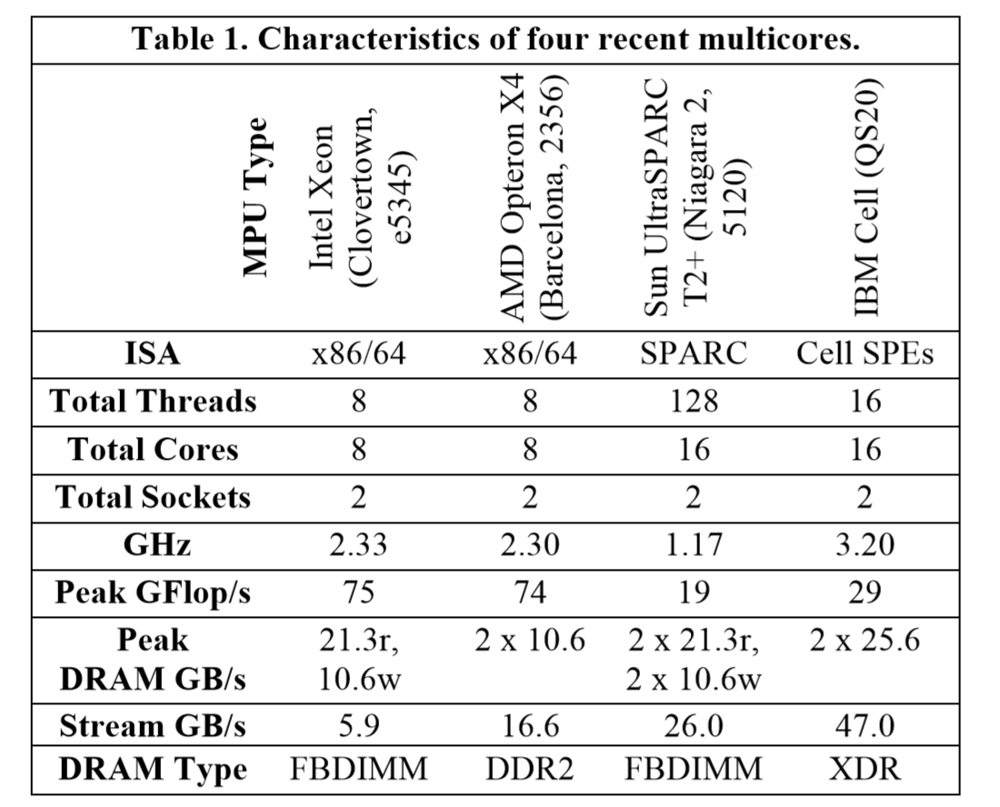 Table 1. Characteristics of four recent multicores.
MPU Type
Intel Xeon
(Clovertown,
e5345)
AMD Opteron X4
(Barcelona, 2356)
Sun UltraSPARC
T2+ (Niagara 2,
5120)
IBM Cell (QS20)
ISA x86/64 x86/64 SPARC Cell SPEs
Total Threads 8 8 128 16
Total Cores 8 8 16 16
Total Sockets 2 2 2 2
GHz 2.33 2.30 1.17 3.20
Peak GFlop/s 75 74 19 29
Peak 21.3r, 2 x 10.6 2 x 21.3r, 2 x 25.6
DRAM GB/s 10.6w 2 x 10.6w
Stream GB/s 5.9 16.6 26.0 47.0
DRAM Type FBDIMM DDR2 FBDIMM XDR